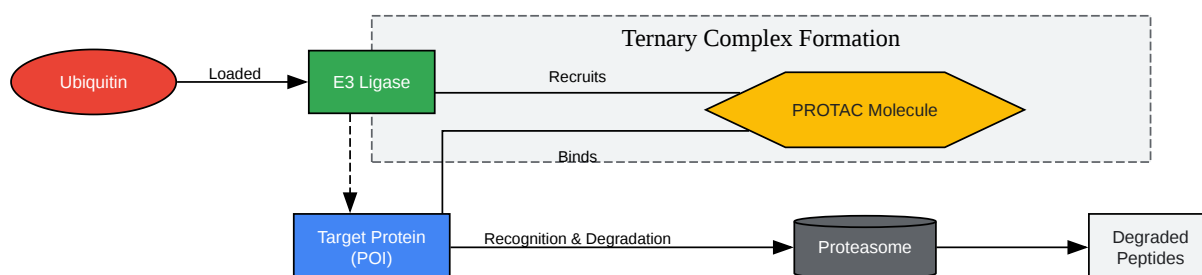 Ternary Complex Formation
Ubiquitin
Loaded
E3 Ligase
Recruits
PROTAC Molecule
Binds
Target Protein
(POI)
Recognition & Degradation
Proteasome
Degraded
Peptides